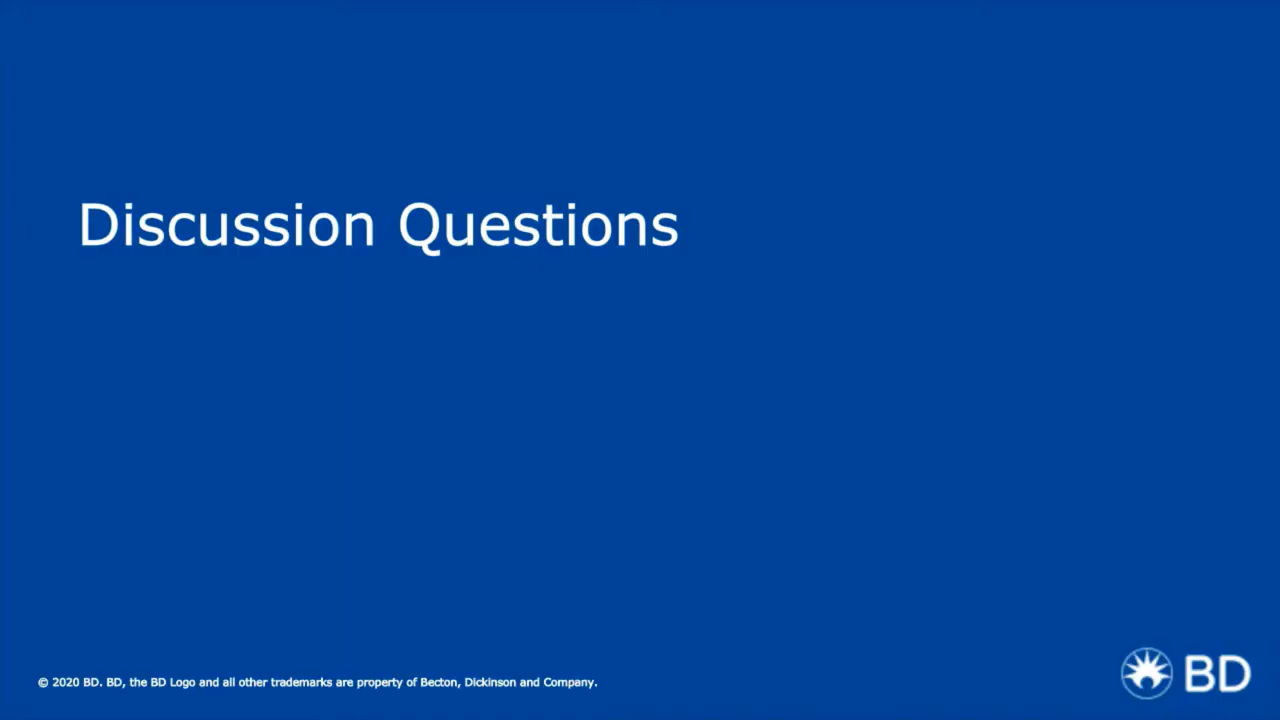 Discussion Questions
© 2020 BD. BD, the BD Logo and all other trademarks are property of Becton, Dickinson and Company.
BD